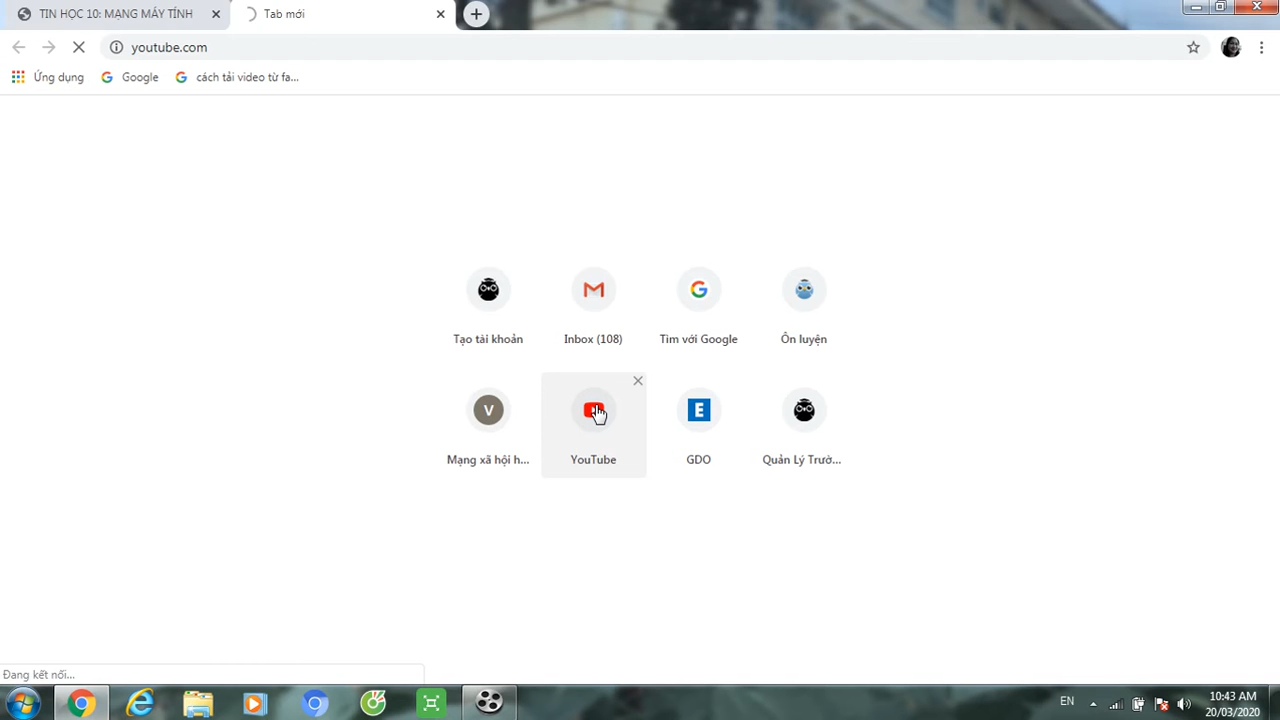 TIN HỌC 10: MẠNG MÁY TÍNH
Tab mới
youtube.com
Ứng dụng
Google
cách tải video từ fa...
Tạo tài khoản
Inbox (108)
Tìm với Google
Ôn luyện
V
E
Mạng xã hội h...
YouTube
GDO
Quản Lý Trườ...
Đang kết nối...
EN
10:43 AM
20/03/2020